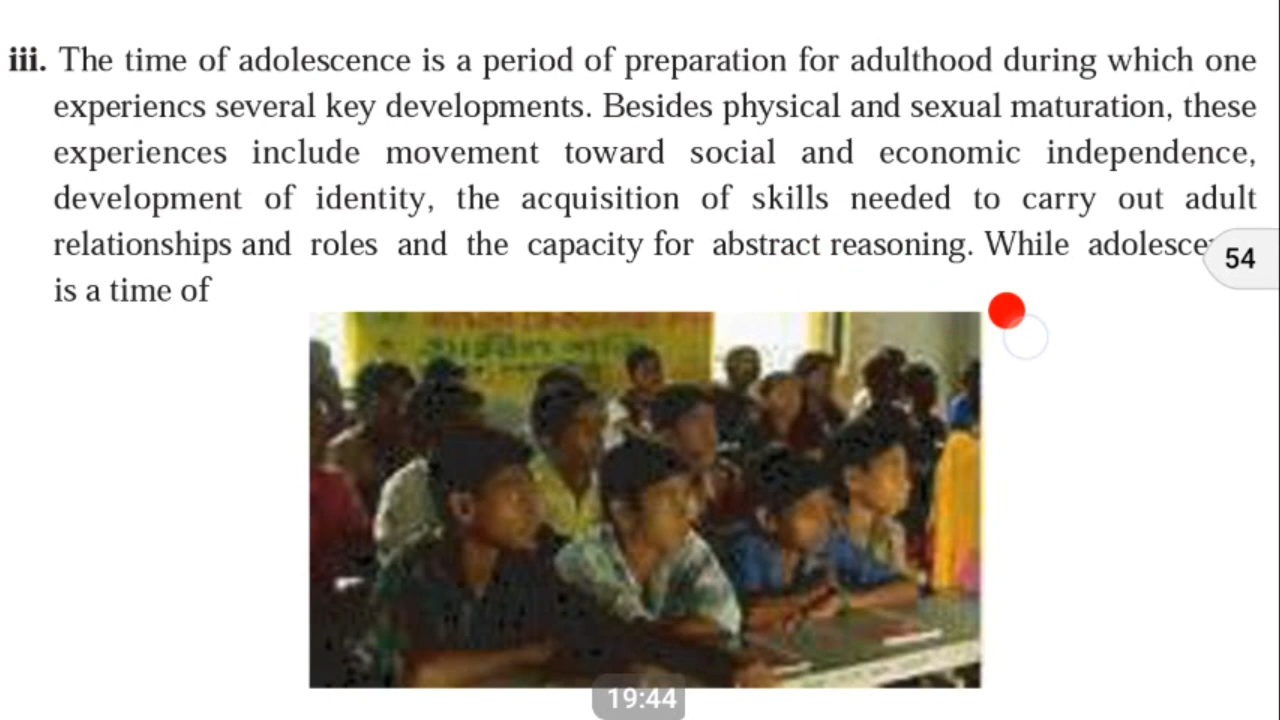 iii. The time of adolescence is a period of preparation for adulthood during which one
experiencs several key developments. Besides physical and sexual maturation, these
experiences include movement toward social and economic independence,
development of identity, the acquisition of skills needed to carry out adult
relationships and roles and the capacity for abstract reasoning. While
54
is a time of
19:44